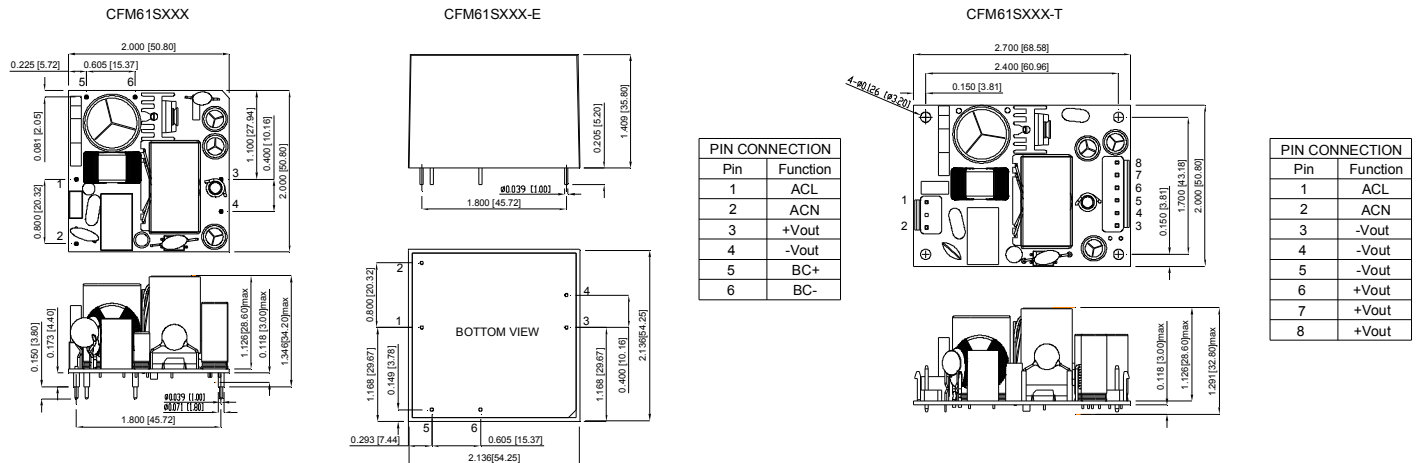 CFM61SXXX
2.000 [50.80]
0.225 [5.72]
0.605 [15.37]
5
6
0.081 [2.05]
1.100 [27.94]
0.400 [10.16]
2.000 [50.80]
0.800 [20.32]
1
2
3
4
0.150 [3.80]
0.173 [4.40]
1.126[28.60]max
0.118 [3.00]max
1.346[34.20]max
ø0.039 [1.00]
ø0.071 [1.80]
1.800 [45.72]
CFM61SXXX-E
0.205 [5.20]
1.409 [35.80]
ø0.039 [1.00]
1.800 [45.72]
2
1
4
3
BOTTOM VIEW
0.800 [20.32]
1.168 [29.67]
0.149 [3.78]
1.168 [29.67]
0.400 [10.16]
2.136[54.25]
5
6
0.293 [7.44]
0.605 [15.37]
2.136[54.25]
PIN CONNECTION
Pin Function
1 ACL
2 ACN
3 +Vout
4 -Vout
5 BC+
6 BC-
CFM61SXXX-T
2.700 [68.58]
2.400 [60.96]
0.150 [3.81]
4-ø0.126 [ø3.20]
1
2
8
7
6
5
4
3
0.150 [3.81]
1.700 [43.18]
2.000 [50.80]
0.118 [3.00]max
1.126[28.60]max
1.291[32.80]max
PIN CONNECTION
Pin Function
1 ACL
2 ACN
3 -Vout
4 -Vout
5 -Vout
6 +Vout
7 +Vout
8 +Vout